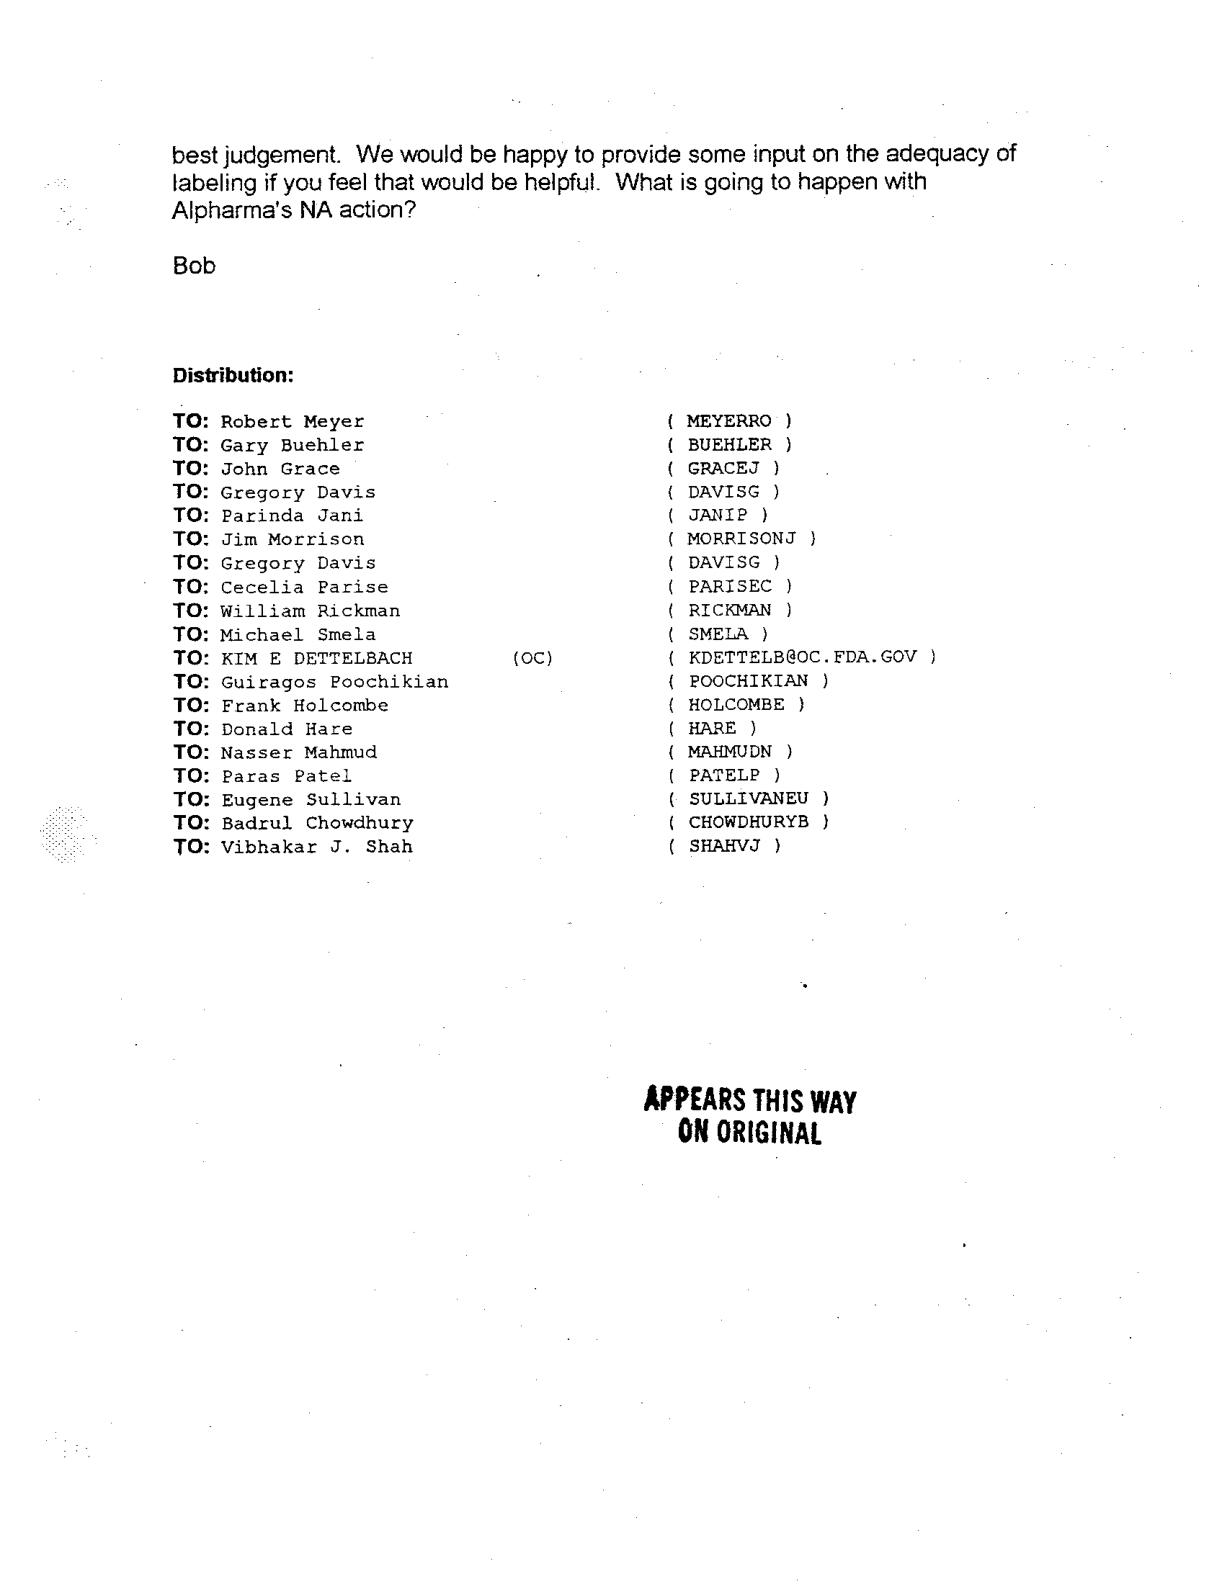 best judgement. We would be happy to provide some input on the adequacy of
labeling if you feel that would be helpful. What is going to happen with
Alpharma's NA action?
Bob
Distribution:
TO: Robert Meyer ( MEYERRO )
TO: Gary Buehler ( BUEHLER )
TO: John Grace ( GRACEJ )
TO: Gregory Davis ( DAVISG )
TO: Parinda Jani ( JANIP )
TO: Jim Morrison ( MORRISONJ )
TO: Gregory Davis ( DAVISG )
TO: Cecelia Parise ( PARISEC )
TO: William Rickman ( RICKMAN )
TO: Michael Smela ( SMELA )
TO: KIM E DETTELBACH (OC) ( KDETTELB@OC.FDA.GOV )
TO: Guiragos Poochikian ( POOCHIKIAN )
TO: Frank Holcombe ( HOLCOMBE )
TO: Donald Hare ( HARE )
TO: Nasser Mahmud ( MAHMUDN )
TO: Paras Patel ( PATELP )
TO: Eugene Sullivan ( SULLIVANEU )
TO: Badrul Chowdhury ( CHOWDHURYB )
TO: Vibhakar J. Shah ( SHAHVJ )
APPEARS THIS WAY
ON ORIGINAL